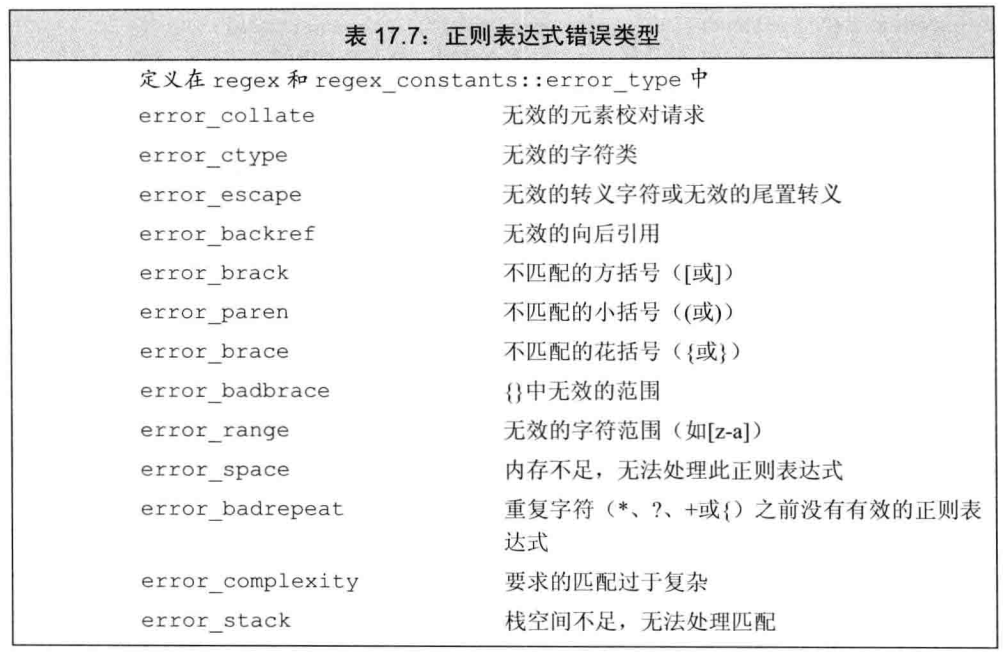 表 17.7：正则表达式错误类型
定义在 regex 和 regex_constants::error_type 中
error_collate 无效的元素校对请求
error_ctype 无效的字符类
error_escape 无效的转义字符或无效的尾置转义
error_backref 无效的向后引用
error_brack 不匹配的方括号（[或]）
error_paren 不匹配的小括号（(或)）
error_brace 不匹配的花括号（{或}）
error_badbrace {}中无效的范围
error_range 无效的字符范围（如[z-a]）
error_space 内存不足，无法处理此正则表达式
error_badrepeat 重复字符（*、?、+或{）之前没有有效的正则表
达式
error_complexity 要求的匹配过于复杂
error_stack 栈空间不足，无法处理匹配